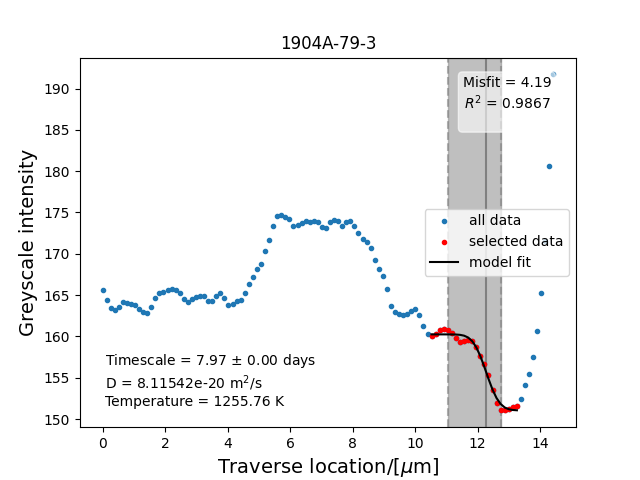 1904A-79-3
Misfit = 4.19
R² = 0.9867
all data
selected data
model fit
Timescale = 7.97 ± 0.00 days
D = 8.11542e-20 m²/s
Temperature = 1255.76 K
Greyscale intensity
190
185
180
175
170
165
160
155
150
0 2 4 6 8 10 12 14
Traverse location/[μm]